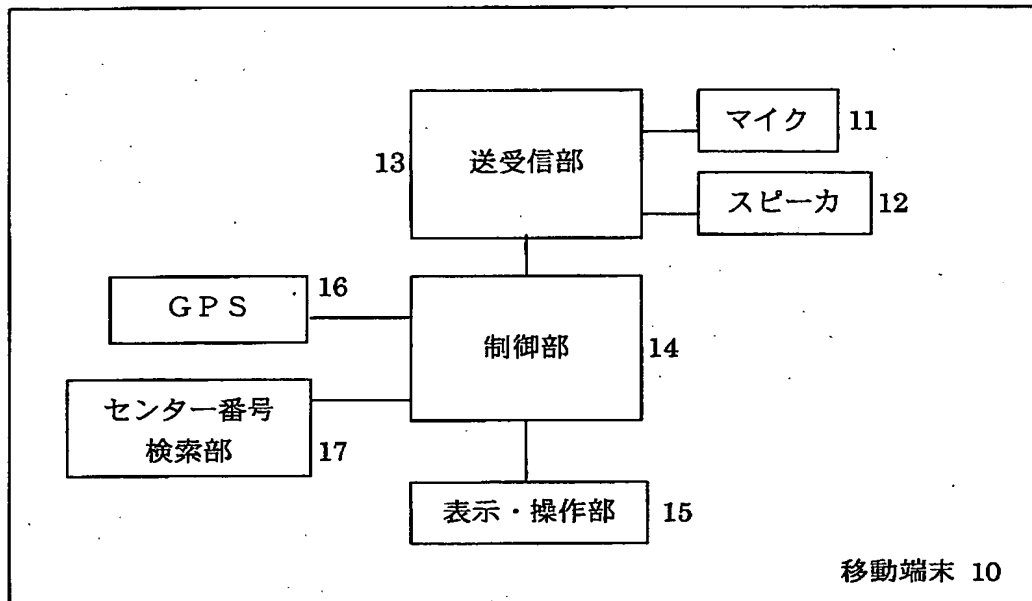 マイク 11
13 送受信部
スピーカ 12
GPS 16
制御部 14
センター番号
検索部 17
表示・操作部 15
移動端末 10